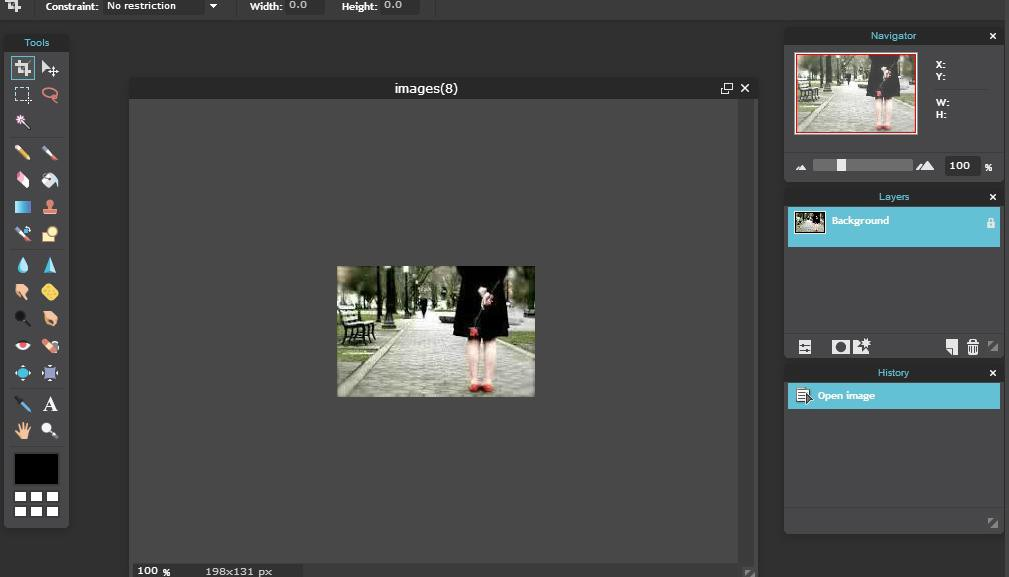 Constraint: No restriction Width: 0.0 Height: 0.0
Tools
images(8)
A
100 % 198x131 px
Navigator
X:
Y:
W:
H:
100 %
Layers
Background
History
Open image